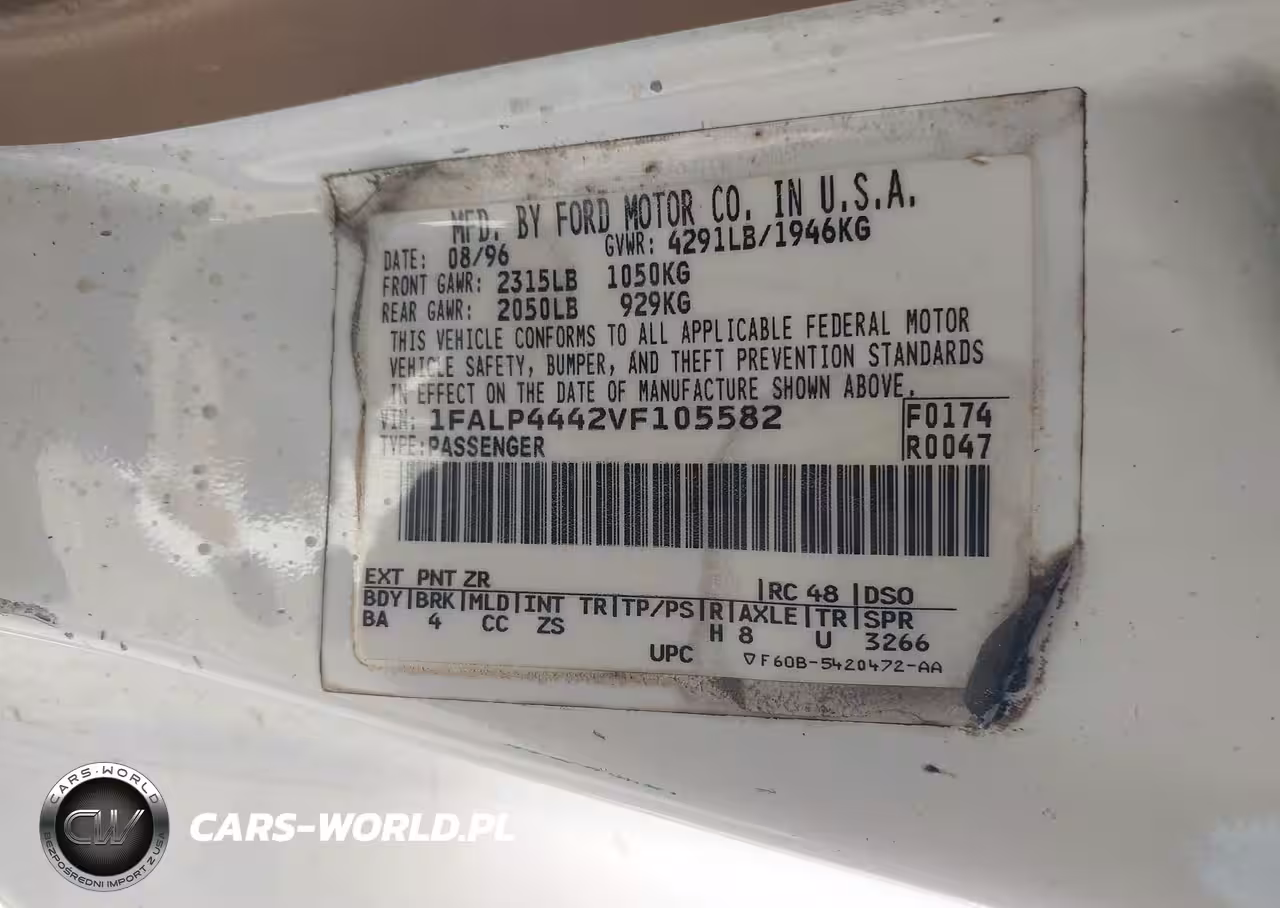 MFD. BY FORD MOTOR CO. IN U.S.A.
DATE: 08/96 GVWR: 4291LB/1946KG
FRONT GAWR: 2315LB 1050KG
REAR GAWR: 2050LB 929KG
THIS VEHICLE CONFORMS TO ALL APPLICABLE FEDERAL MOTOR
VEHICLE SAFETY, BUMPER, AND THEFT PREVENTION STANDARDS
IN EFFECT ON THE DATE OF MANUFACTURE SHOWN ABOVE.
VIN: 1FALP4442VF105582 F0174
TYPE: PASSENGER R0047
EXT PNT ZR RC 48 DSO
BDY BRK MLD INT TR TP/PS R AXLE TR SPR
BA 4 CC ZS H 8 U 3266
UPC ▽F60B-5420472-AA
CARS-WORLD
CW
BEZPOŚREDNI IMPORT Z USA
CARS-WORLD.PL